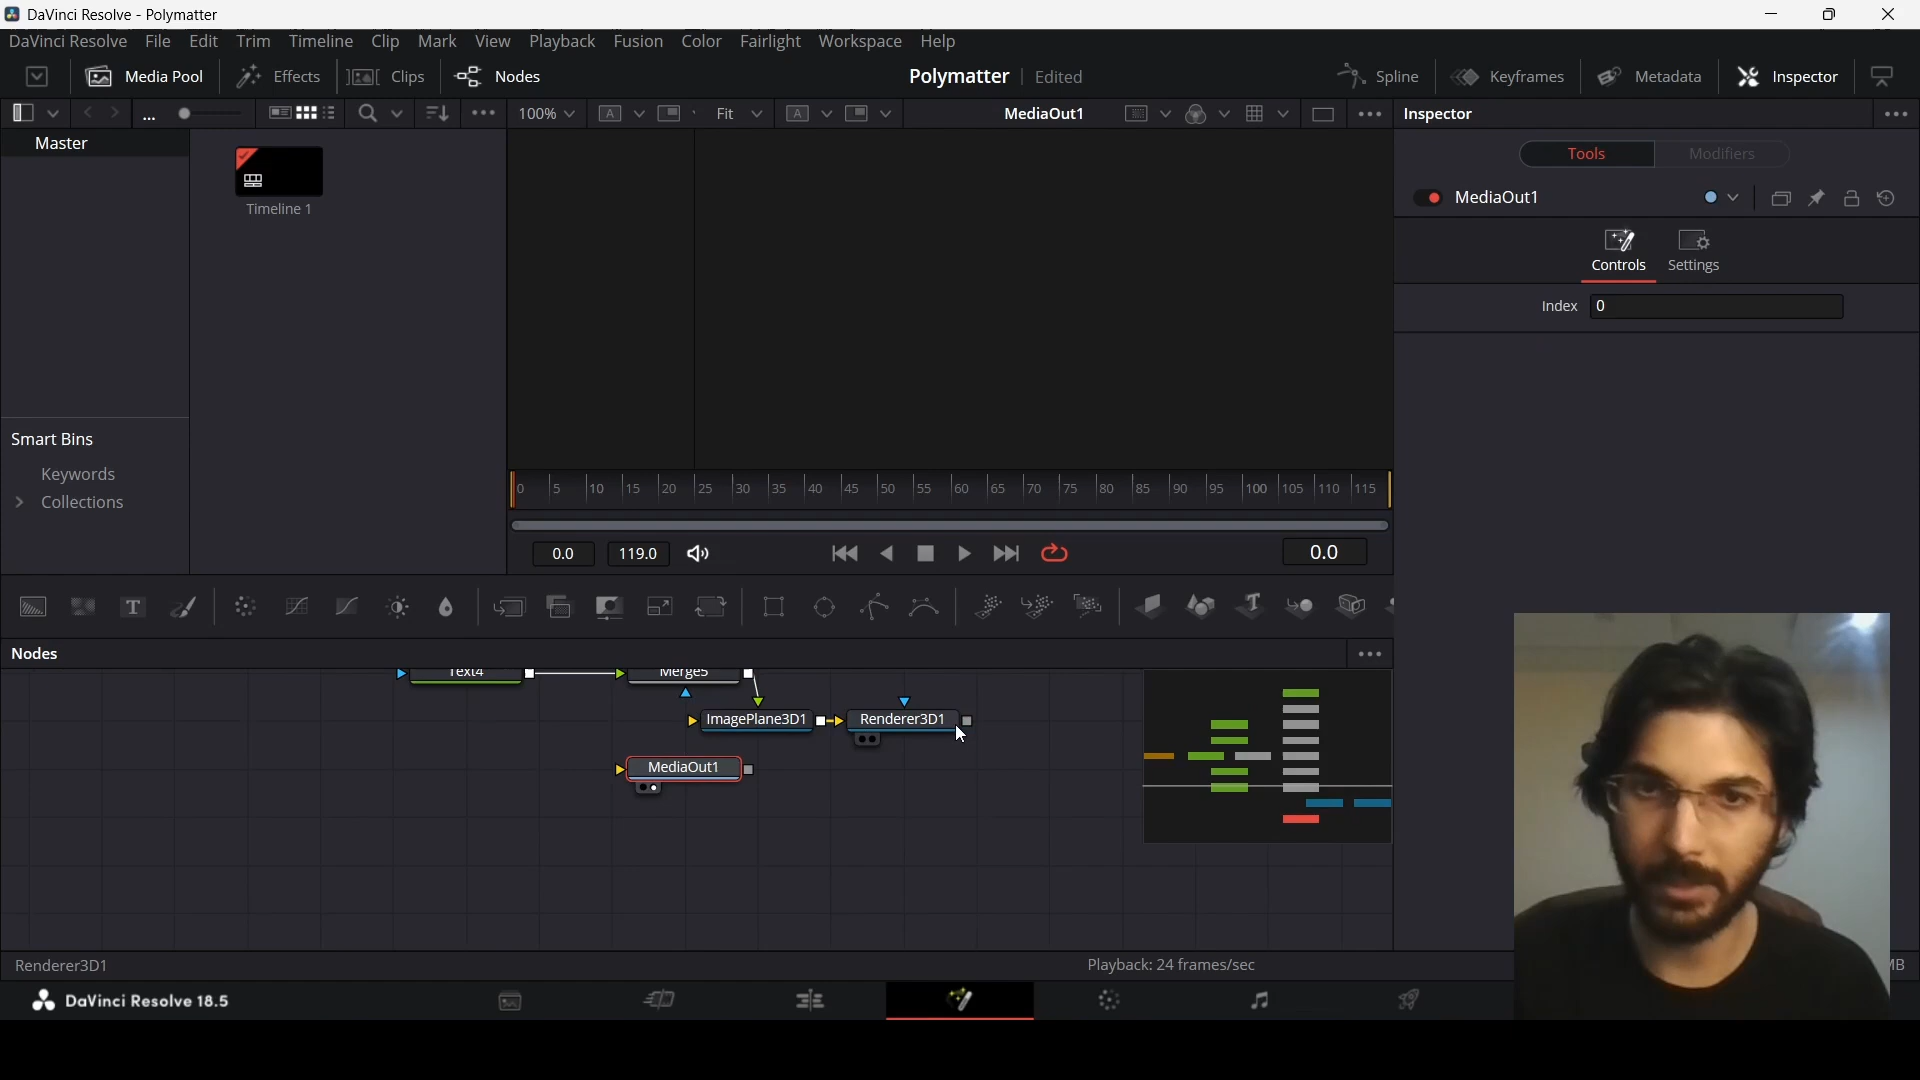 DaVinci Resolve - Polymatter
DaVinci Resolve File Edit Trim Timeline Clip Mark View Playback Fusion Color Fairlight Workspace Help
Media Pool Effects Clips Nodes Polymatter Edited Spline Keyframes Metadata Inspector
... 100% A Fit A MediaOut1 Inspector
Master
Timeline 1
Tools Modifiers
MediaOut1
Controls Settings
Index 0
Smart Bins
Keywords
Collections
0 5 10 15 20 25 30 35 40 45 50 55 60 65 70 75 80 85 90 95 100 105 110 115
0.0 119.0 0.0
T T
Nodes
Text4 Merge5
ImagePlane3D1 Renderer3D1
MediaOut1
Renderer3D1 Playback: 24 frames/sec MB
DaVinci Resolve 18.5